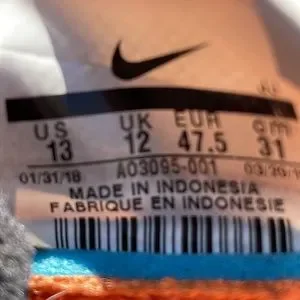 US UK EUR cm
13 12 47.5 31
01/31/18 AO3095-001
MADE IN INDONESIA
FABRIQUE EN INDONESIE